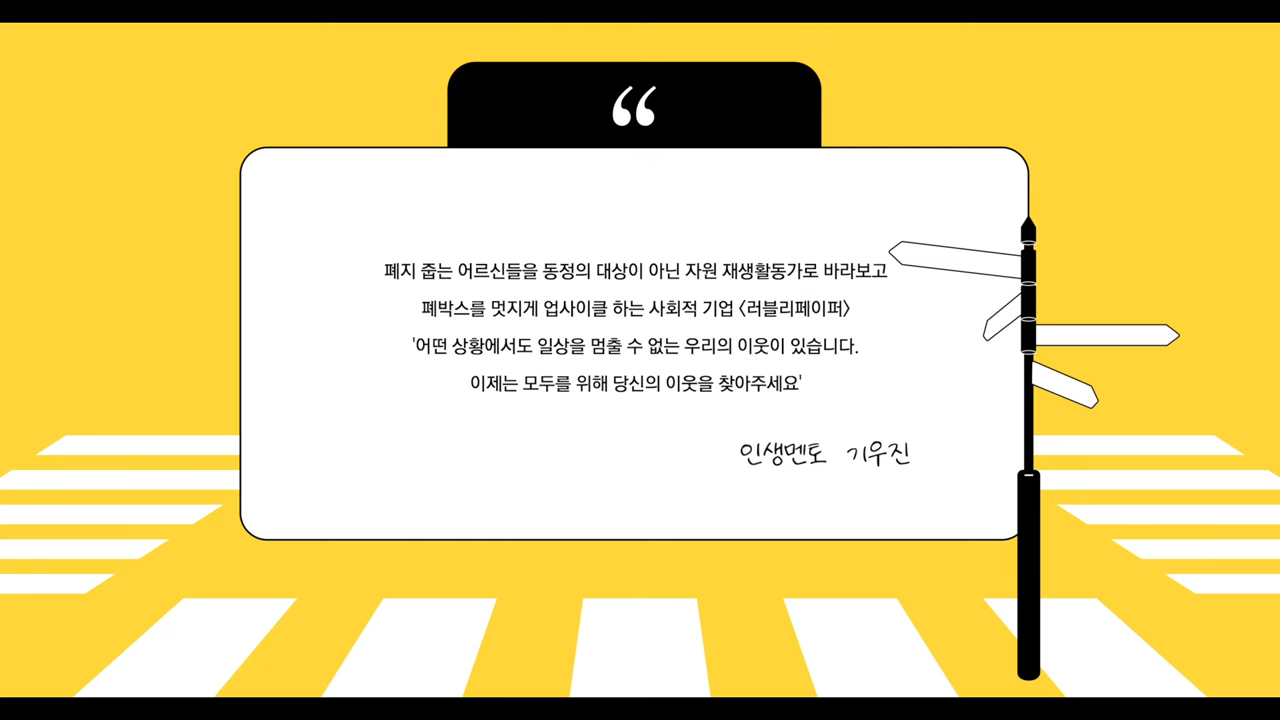 “
폐지 줍는 어르신들을 동정의 대상이 아닌 자원 재생활동가로 바라보고
폐박스를 멋지게 업사이클 하는 사회적 기업 〈러블리페이퍼〉
'어떤 상황에서도 일상을 멈출 수 없는 우리의 이웃이 있습니다.
이제는 모두를 위해 당신의 이웃을 찾아주세요'
인생멘토 기우진